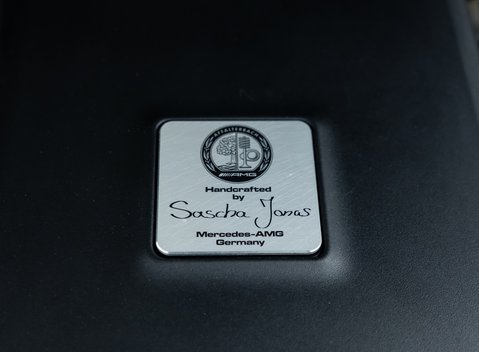 AFFALTERBACH
AMG
Handcrafted
by
Sascha Jonas
Mercedes-AMG
Germany